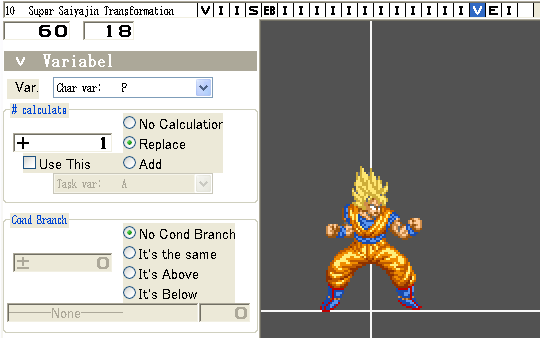 10 Super Saiyajin Transformation V I I S EB I I I I I I I I I I I I V E I
60 18
V Variabel
Var. Char var: P
# calculate
No Calculation
+ 1 Replace
Use This Add
Task var: A
Cond Branch
No Cond Branch
± 0 It's the same
It's Above
It's Below
None 0